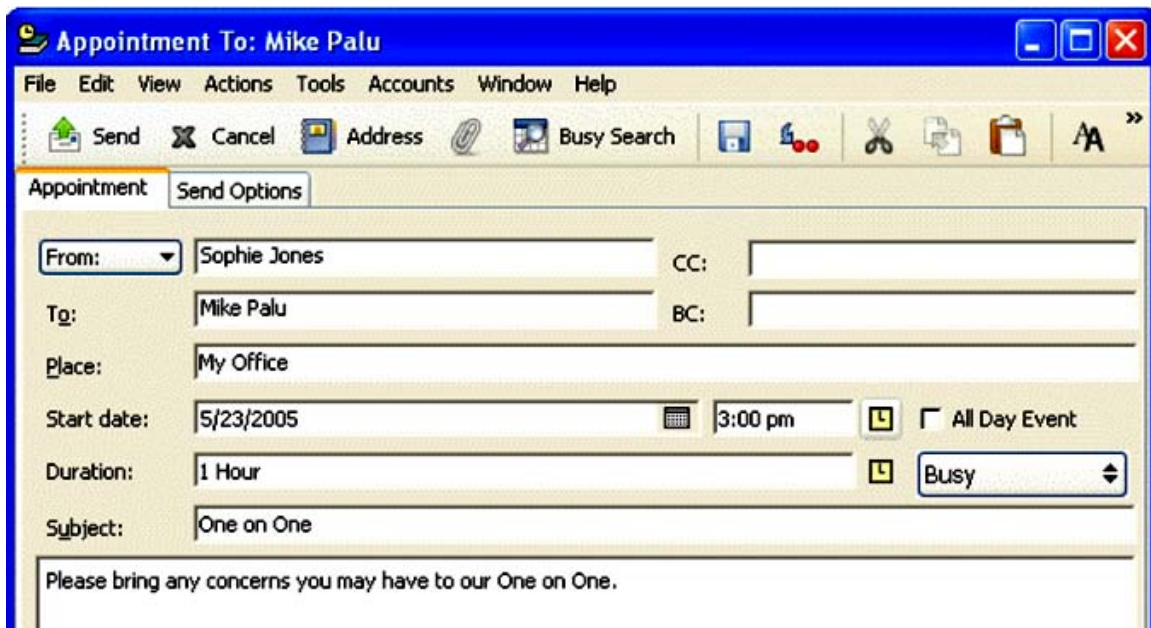 Appointment To: Mike Palu
File Edit View Actions Tools Accounts Window Help
Send Cancel Address Busy Search AA »
Appointment Send Options
From: Sophie Jones CC:
To: Mike Palu BC:
Place: My Office
Start date: 5/23/2005 3:00 pm All Day Event
Duration: 1 Hour Busy
Subject: One on One
Please bring any concerns you may have to our One on One.